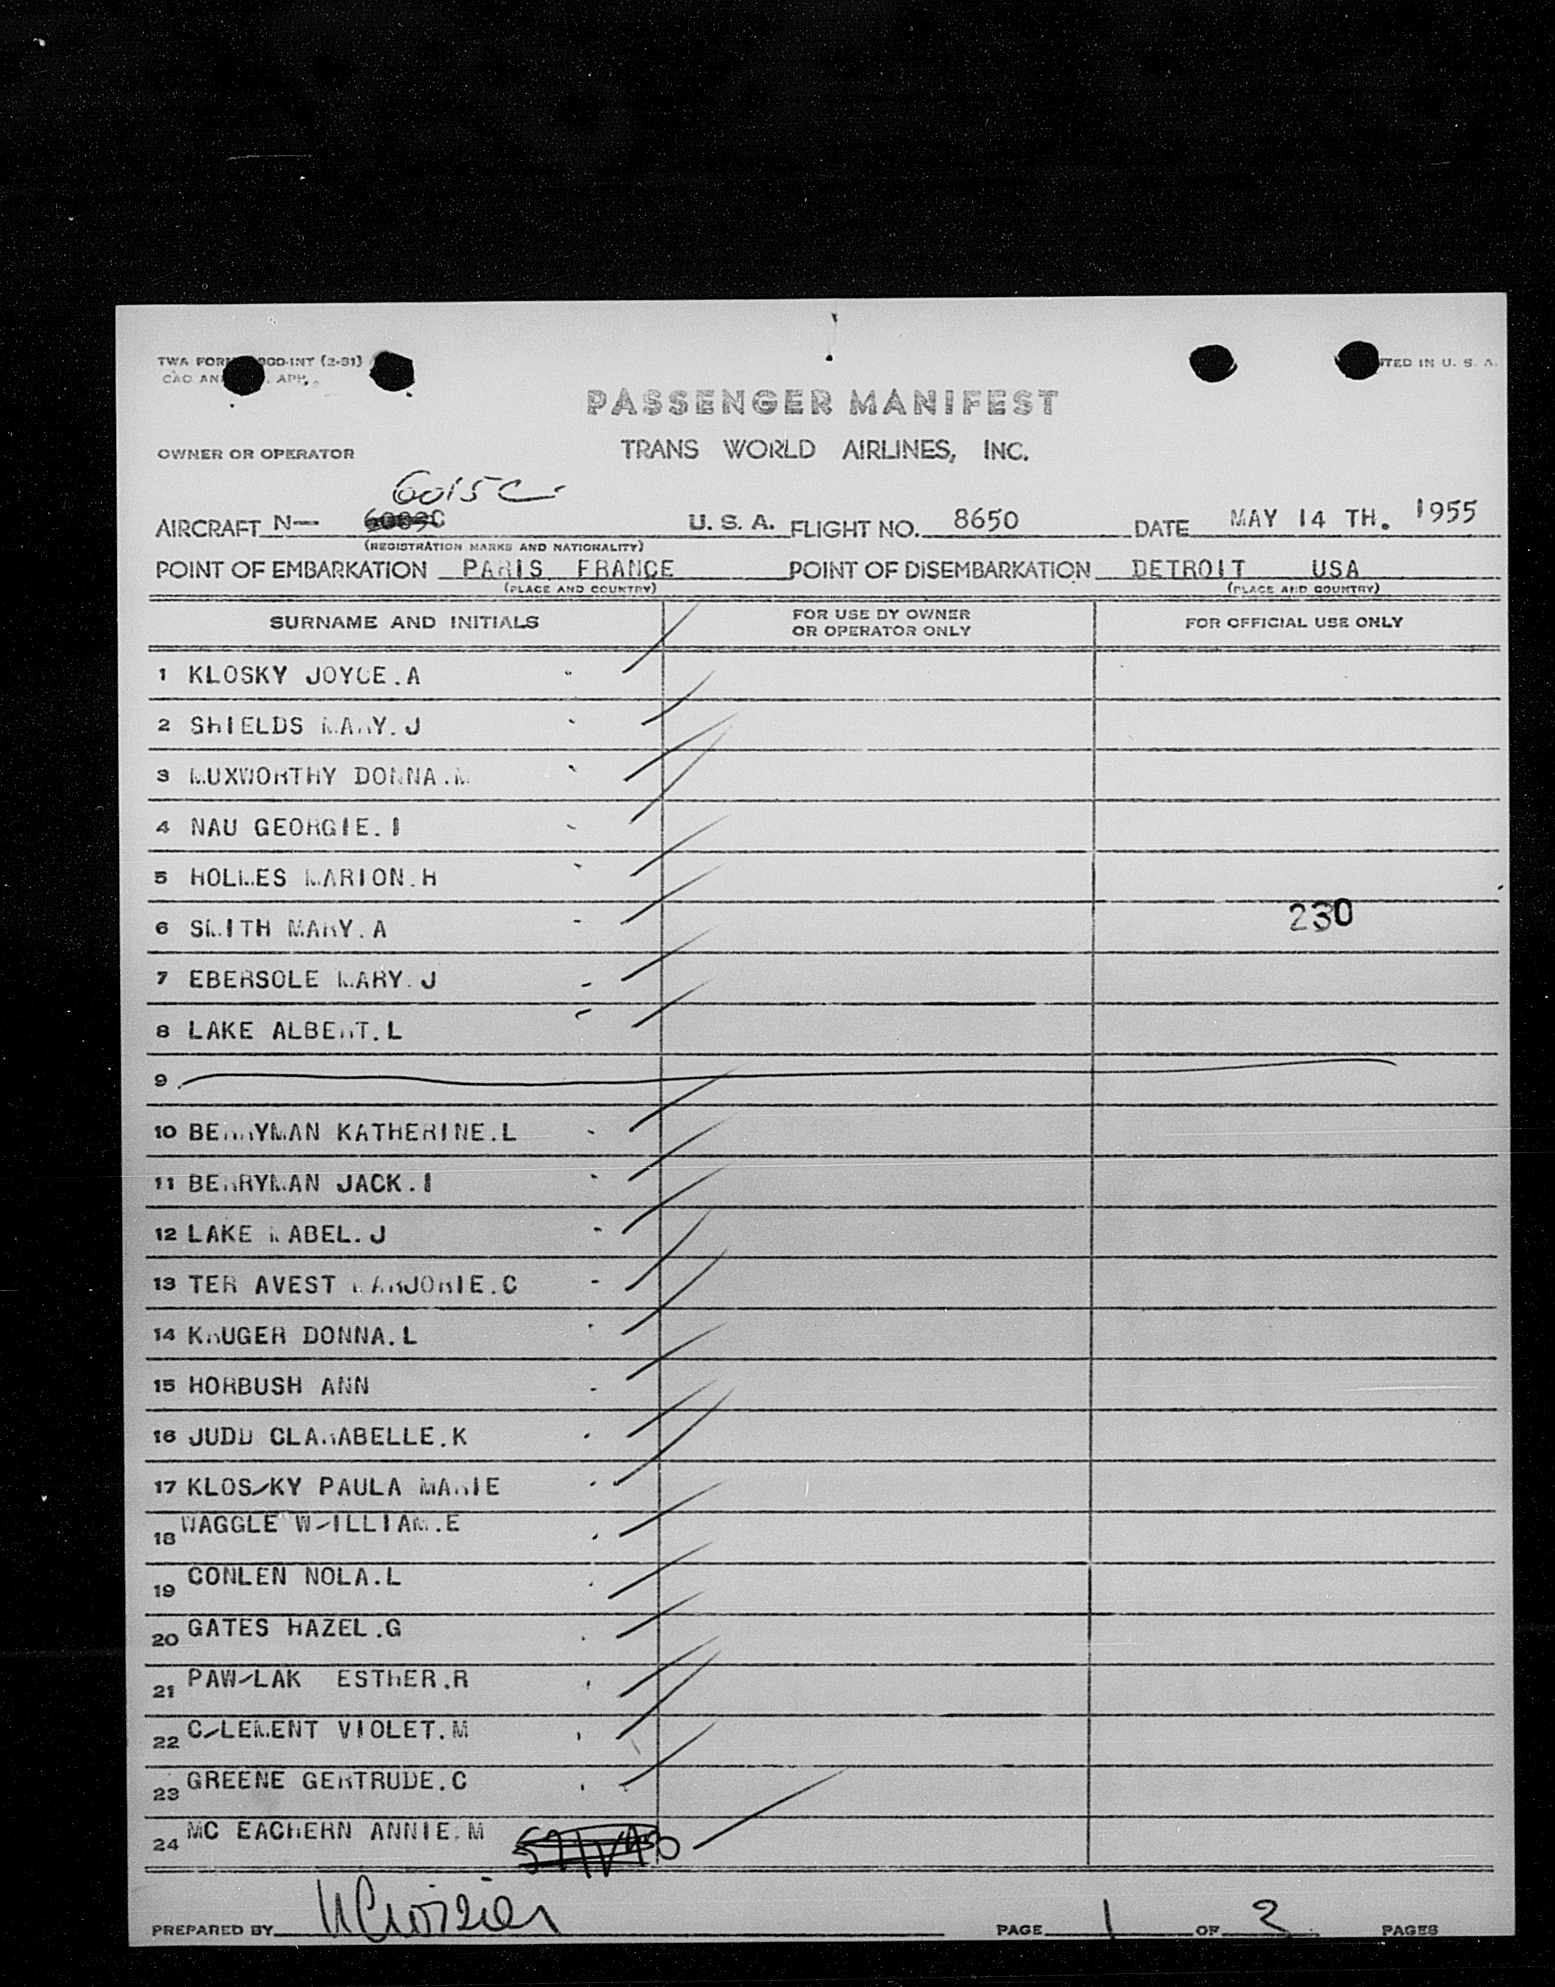 TWA FORM 000-INT (2-51)
CAO AN . APP.
PRINTED IN U. S. A.
PASSENGER MANIFEST
OWNER OR OPERATOR TRANS WORLD AIRLINES, INC.
6015C
AIRCRAFT N— U. S. A. FLIGHT NO. 8650 DATE MAY 14 TH. 1955
(REGISTRATION MARKS AND NATIONALITY)
POINT OF EMBARKATION PARIS FRANCE POINT OF DISEMBARKATION DETROIT USA
(PLACE AND COUNTRY) (PLACE AND COUNTRY)
SURNAME AND INITIALS FOR USE BY OWNER OR OPERATOR ONLY FOR OFFICIAL USE ONLY
1 KLOSKY JOYCE.A
2 SHIELDS MARY.J
3 MUXWORTHY DONNA.M
4 NAU GEORGIE.I
5 HOLMES MARION.H
6 SMITH MARY.A 230
7 EBERSOLE MARY.J
8 LAKE ALBERT.L
9
10 BERRYMAN KATHERINE.L
11 BERRYMAN JACK.I
12 LAKE MABEL.J
13 TER AVEST MARJORIE.C
14 KRUGER DONNA.L
15 HORBUSH ANN
16 JUDD CLARABELLE.K
17 KLOSKY PAULA MARIE
18 WAGGLE WILLIAM.E
19 CONLEN NOLA.L
20 GATES HAZEL.G
21 PAWLAK ESTHER.R
22 CLEMENT VIOLET.M
23 GREENE GERTRUDE.C
24 MC EACHERN ANNIE.M
PREPARED BY PAGE 1 OF 3 PAGES